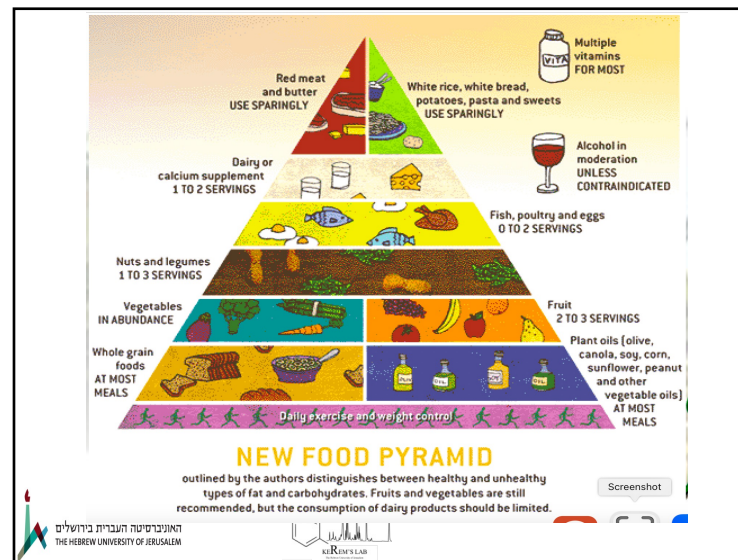 Multiple
vitamins
FOR MOST
VITA
Red meat
and butter
USE SPARINGLY
White rice, white bread,
potatoes, pasta and sweets
USE SPARINGLY
Alcohol in
moderation
UNLESS
CONTRAINDICATED
Dairy or
calcium supplement
1 TO 2 SERVINGS
Fish, poultry and eggs
0 TO 2 SERVINGS
Nuts and legumes
1 TO 3 SERVINGS
Vegetables
IN ABUNDANCE
Fruit
2 TO 3 SERVINGS
Whole grain
foods
AT MOST
MEALS
Plant oils (olive,
canola, soy, corn,
sunflower, peanut
and other
vegetable oils)
AT MOST
MEALS
OIL
Daily exercise and weight control
NEW FOOD PYRAMID
outlined by the authors distinguishes between healthy and unhealthy
types of fat and carbohydrates. Fruits and vegetables are still
recommended, but the consumption of dairy products should be limited.
Screenshot
האוניברסיטה העברית בירושלים
THE HEBREW UNIVERSITY OF JERUSALEM
KEREM'S LAB